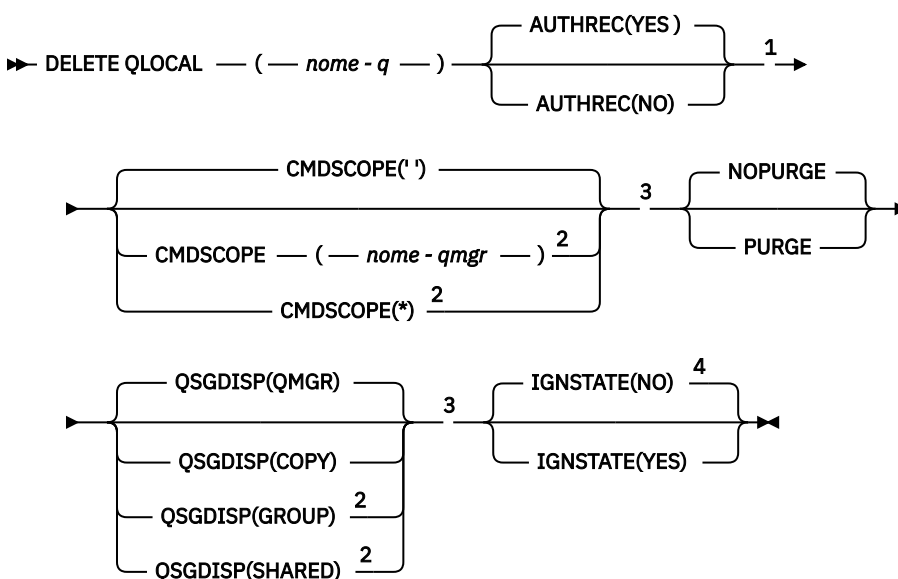 AUTHREC(YES )
DELETE QLOCAL ( nome - q ) 1
AUTHREC(NO)
CMDSCOPE(' ')
3 NOPURGE
CMDSCOPE ( nome - qmgr ) 2
PURGE
CMDSCOPE(*) 2
QSGDISP(QMGR)
3 IGNSTATE(NO) 4
QSGDISP(COPY)
IGNSTATE(YES)
QSGDISP(GROUP) 2
QSGDISP(SHARED) 2